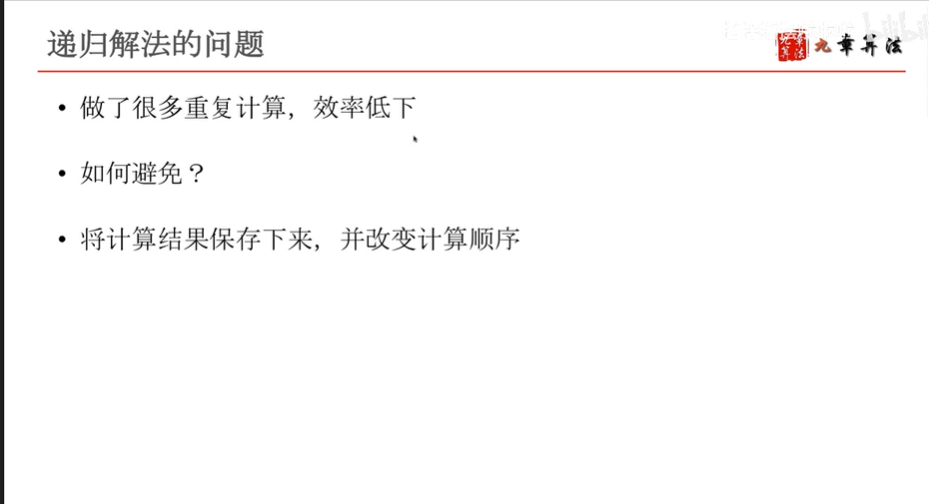 递归解法的问题
九章算法
• 做了很多重复计算，效率低下
• 如何避免？
• 将计算结果保存下来，并改变计算顺序